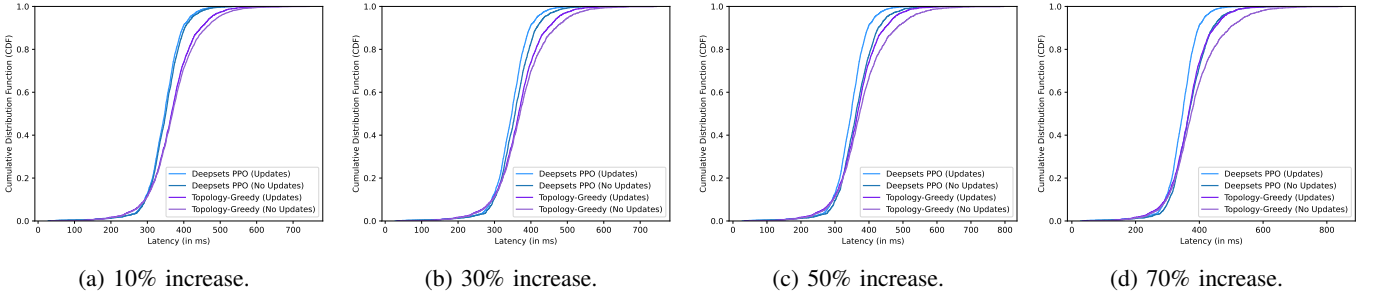 1.0
0.8
0.6
0.4
0.2
0.0
Cumulative Distribution Function (CDF)
Deepsets PPO (Updates)
Deepsets PPO (No Updates)
Topology-Greedy (Updates)
Topology-Greedy (No Updates)
0 100 200 300 400 500 600 700
Latency (in ms)
(a) 10% increase.
1.0
0.8
0.6
0.4
0.2
0.0
Cumulative Distribution Function (CDF)
Deepsets PPO (Updates)
Deepsets PPO (No Updates)
Topology-Greedy (Updates)
Topology-Greedy (No Updates)
0 100 200 300 400 500 600 700
Latency (in ms)
(b) 30% increase.
1.0
0.8
0.6
0.4
0.2
0.0
Cumulative Distribution Function (CDF)
Deepsets PPO (Updates)
Deepsets PPO (No Updates)
Topology-Greedy (Updates)
Topology-Greedy (No Updates)
0 100 200 300 400 500 600 700 800
Latency (in ms)
(c) 50% increase.
1.0
0.8
0.6
0.4
0.2
0.0
Cumulative Distribution Function (CDF)
Deepsets PPO (Updates)
Deepsets PPO (No Updates)
Topology-Greedy (Updates)
Topology-Greedy (No Updates)
0 200 400 600 800
Latency (in ms)
(d) 70% increase.